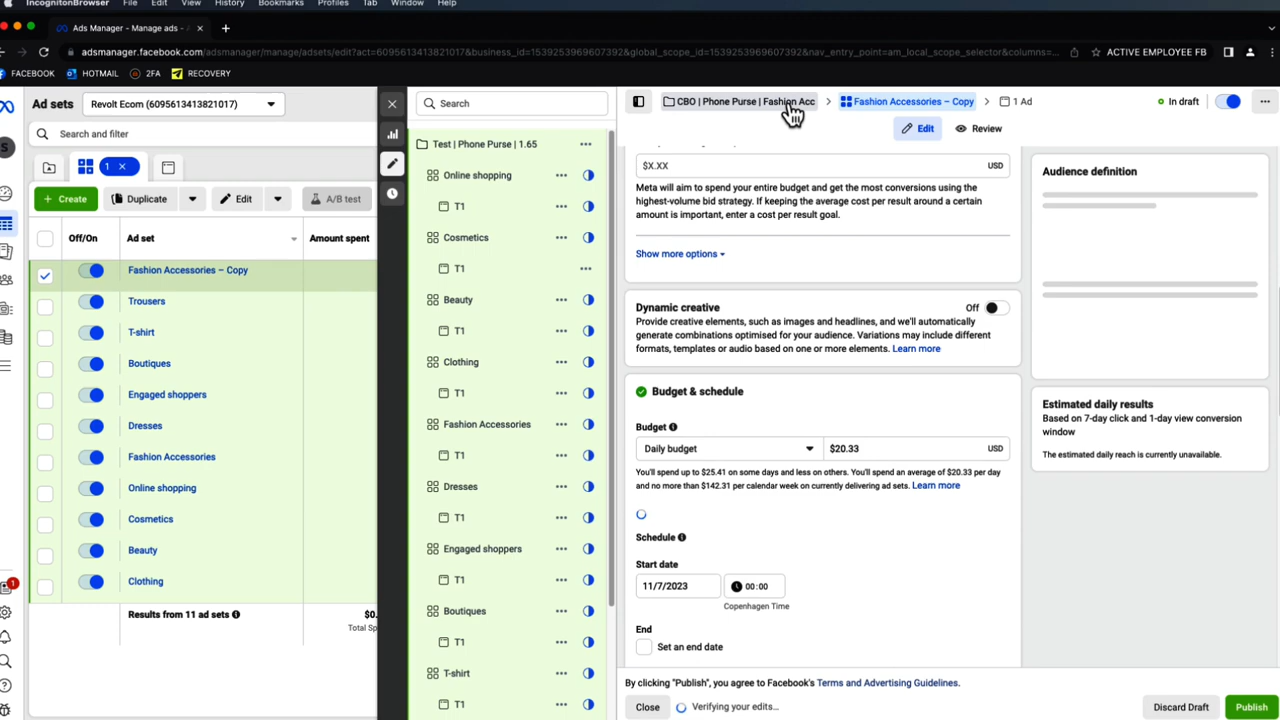 IncognitonBrowser File Edit View History Bookmarks Profiles Tab Window Help
Ads Manager - Manage ads -
adsmanager.facebook.com/adsmanager/manage/adsets/edit?act=6095613413821017&business_id=1539253969607392&global_scope_id=1539253969607392&nav_entry_point=am_local_scope_selector&columns=...
ACTIVE EMPLOYEE FB
FACEBOOK HOTMAIL 2FA RECOVERY
Ad sets
Revolt Ecom (6095613413821017)
Search and filter
1
Create
Duplicate
Edit
A/B test
Off/On
Ad set
Amount spent
Fashion Accessories – Copy
Trousers
T-shirt
Boutiques
Engaged shoppers
Dresses
Fashion Accessories
Online shopping
Cosmetics
Beauty
Clothing
Results from 11 ad sets
$0.
Total Sp
S
1
Search
Test | Phone Purse | 1.65
Online shopping
T1
Cosmetics
T1
Beauty
T1
Clothing
T1
Fashion Accessories
T1
Dresses
T1
Engaged shoppers
T1
Boutiques
T1
T-shirt
T1
CBO | Phone Purse | Fashion Acc
Fashion Accessories – Copy
1 Ad
In draft
Edit
Review
$X.XX
USD
Meta will aim to spend your entire budget and get the most conversions using the
highest-volume bid strategy. If keeping the average cost per result around a certain
amount is important, enter a cost per result goal.
Show more options
Dynamic creative
Off
Provide creative elements, such as images and headlines, and we'll automatically
generate combinations optimised for your audience. Variations may include different
formats, templates or audio based on one or more elements. Learn more
Budget & schedule
Budget
Daily budget
$20.33
USD
You'll spend up to $25.41 on some days and less on others. You'll spend an average of $20.33 per day
and no more than $142.31 per calendar week on currently delivering ad sets. Learn more
Schedule
Start date
11/7/2023
00:00
Copenhagen Time
End
Set an end date
Audience definition
Estimated daily results
Based on 7-day click and 1-day view conversion
window
The estimated daily reach is currently unavailable.
By clicking "Publish", you agree to Facebook's Terms and Advertising Guidelines.
Close
Verifying your edits...
Discard Draft
Publish